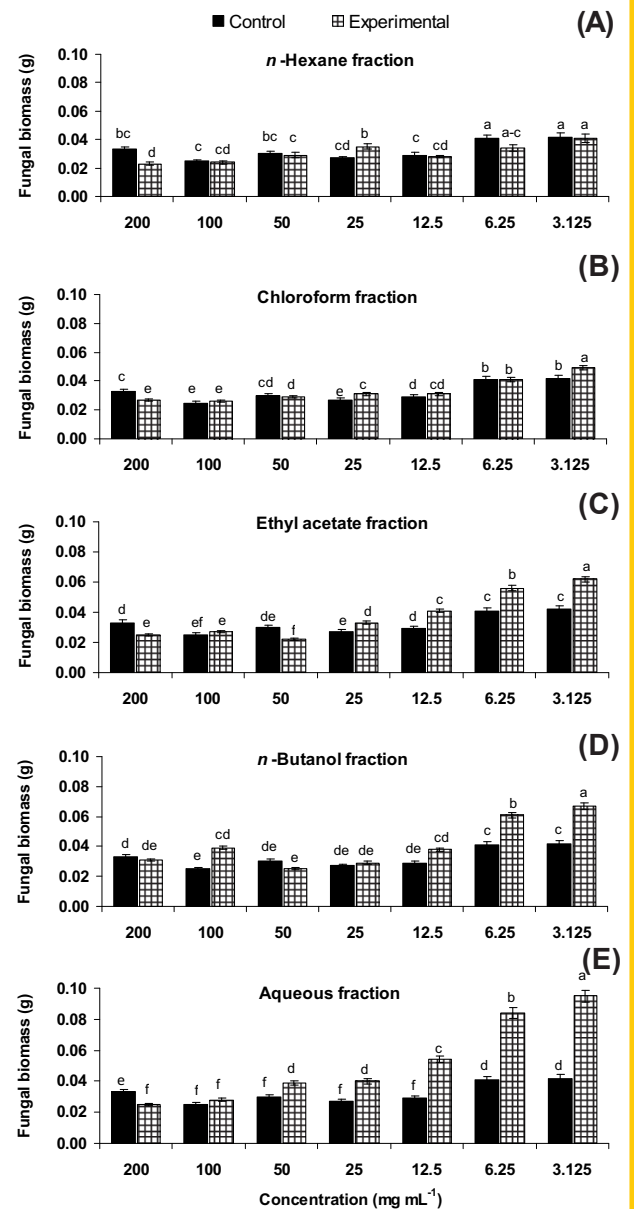 Control Experimental
(A)
n -Hexane fraction
Fungal biomass (g)
0.10
0.08
0.06
0.04
0.02
0.00
bc d c cd bc c cd b c cd a a-c a a
200 100 50 25 12.5 6.25 3.125
(B)
Chloroform fraction
Fungal biomass (g)
0.10
0.08
0.06
0.04
0.02
0.00
c e e e cd d e c d cd b b b a
200 100 50 25 12.5 6.25 3.125
(C)
Ethyl acetate fraction
Fungal biomass (g)
0.10
0.08
0.06
0.04
0.02
0.00
d e ef e de f e d d c c b c a
200 100 50 25 12.5 6.25 3.125
(D)
n -Butanol fraction
Fungal biomass (g)
0.10
0.08
0.06
0.04
0.02
0.00
d de e cd de e de de de cd c b c a
200 100 50 25 12.5 6.25 3.125
(E)
Aqueous fraction
Fungal biomass (g)
0.10
0.08
0.06
0.04
0.02
0.00
e f f f f d f d f c d b d a
200 100 50 25 12.5 6.25 3.125
Concentration (mg mL⁻¹)